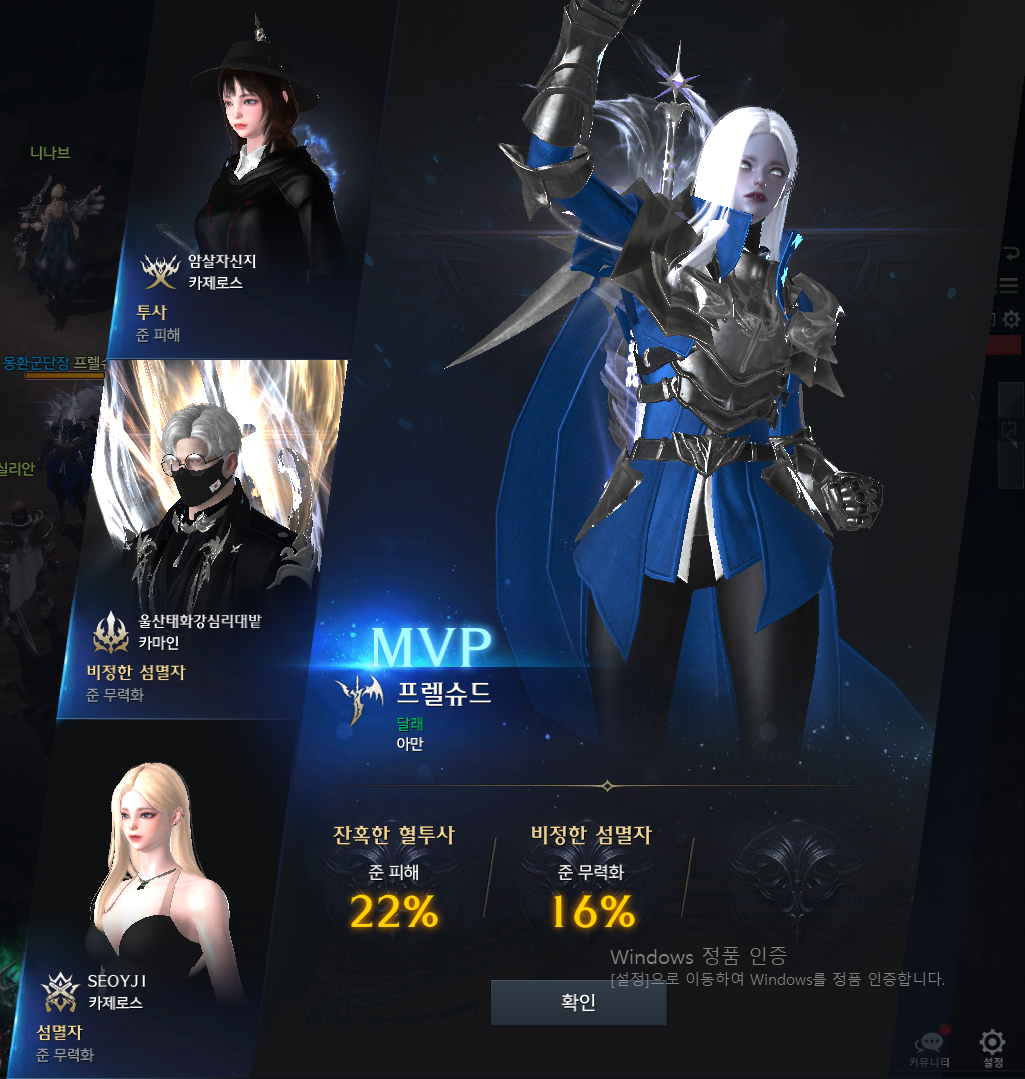 니나브
암살자신지
카제로스
투사
준 피해
몽환군단장 프렐슈
실리안
울산태화강심리대밭
카마인
비정한 섬멸자
준 무력화
MVP
프렐슈드
달래
아만
잔혹한 혈투사
준 피해
22%
비정한 섬멸자
준 무력화
16%
SEOYJI
카제로스
섬멸자
준 무력화
Windows 정품 인증
[설정]으로 이동하여 Windows를 정품 인증합니다.
확인
커뮤니티
설정